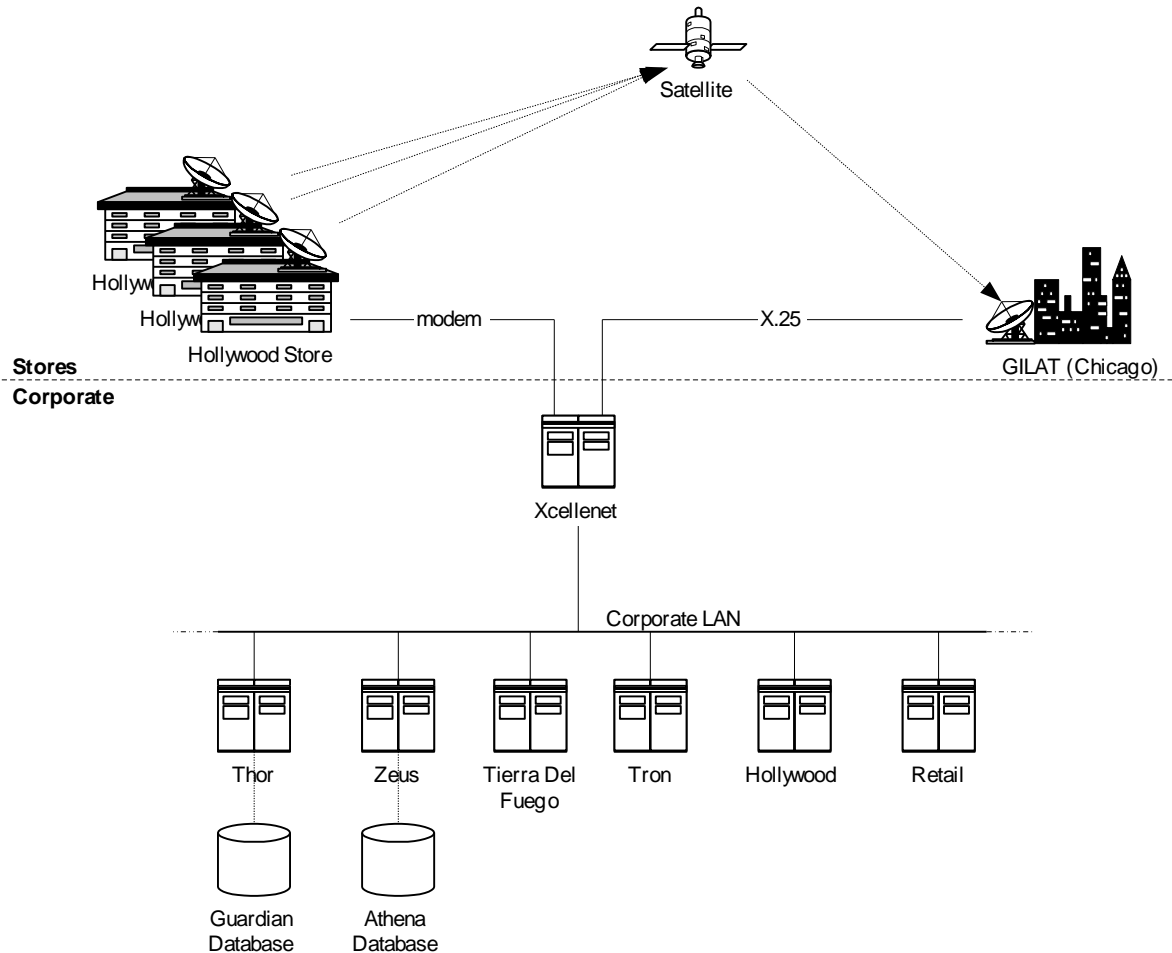 Satellite
Hollyw
Hollyw
Hollywood Store
modem
X.25
GILAT (Chicago)
Stores
Corporate
Xcellenet
Corporate LAN
Thor
Zeus
Tierra Del
Fuego
Tron
Hollywood
Retail
Guardian
Database
Athena
Database